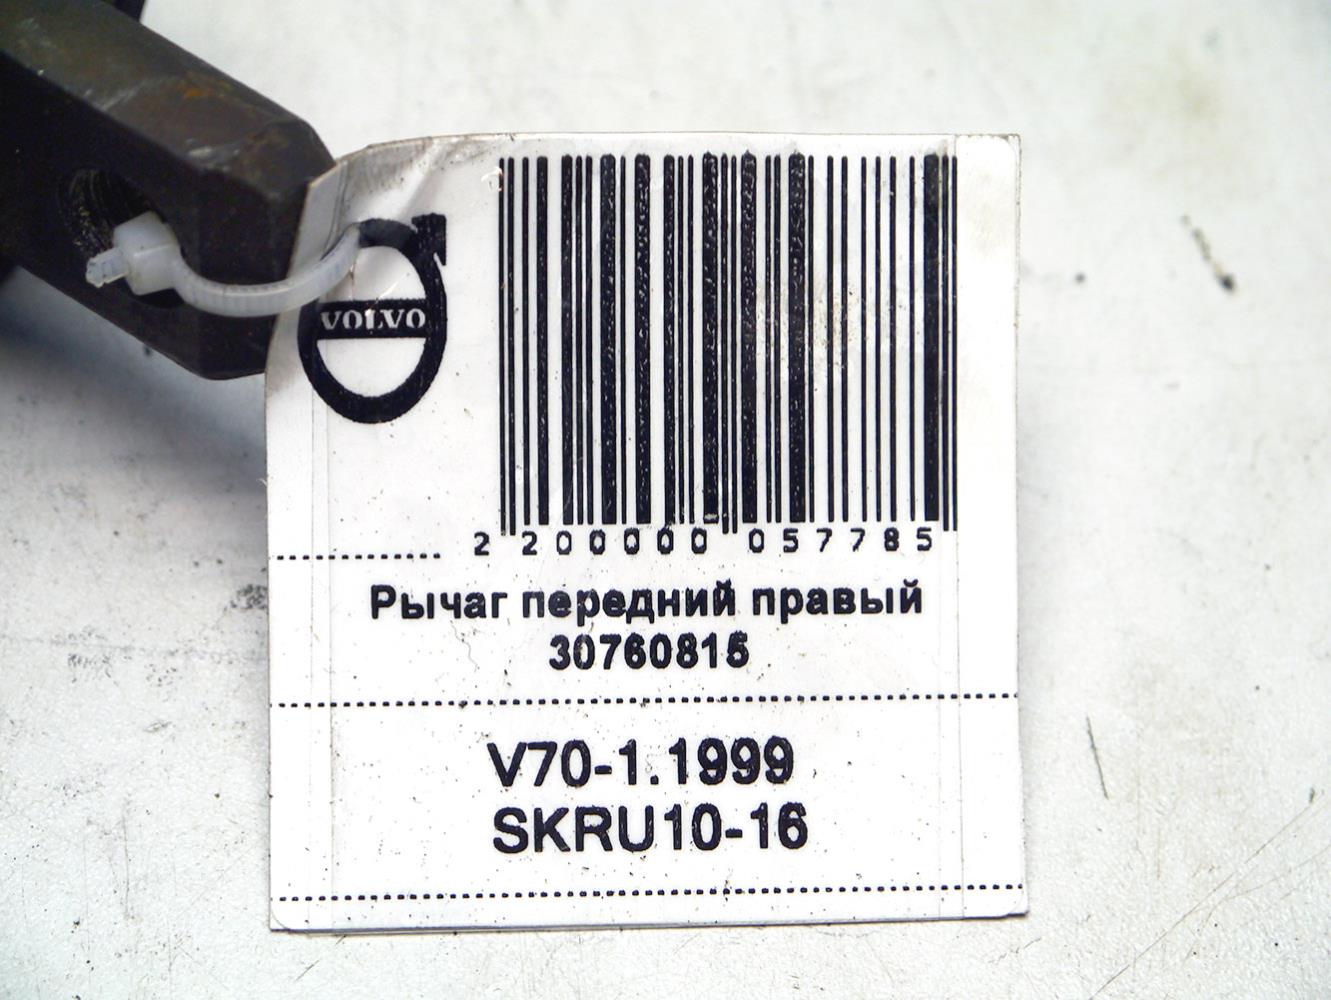 VOLVO
2 200000 057785
Рычаг передний правый
30760815
V70-1.1999
SKRU10-16